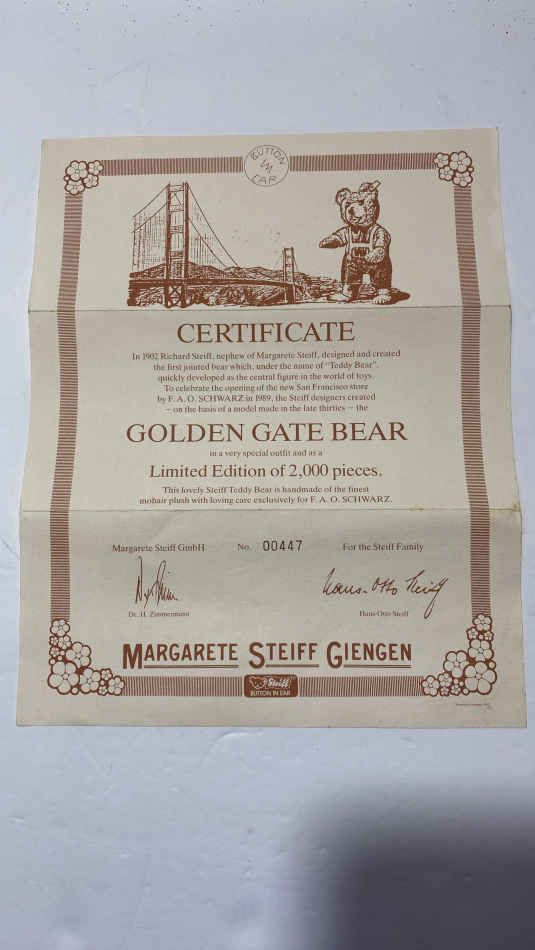 BUTTON
IN
EAR
CERTIFICATE
In 1902 Richard Steiff, nephew of Margarete Steiff, designed and created
the first jointed bear which, under the name of "Teddy Bear",
quickly developed as the central figure in the world of toys.
To celebrate the opening of the new San Francisco store
by F. A. O. SCHWARZ in 1989, the Steiff designers created
– on the basis of a model made in the late thirties – the
GOLDEN GATE BEAR
in a very special outfit and as a
Limited Edition of 2,000 pieces.
This lovely Steiff Teddy Bear is handmade of the finest
mohair plush with loving care exclusively for F. A. O. SCHWARZ.
Margarete Steiff GmbH No. 00447 For the Steiff Family
Hans-Otto Steiff
Dr. H. Zimmermann Hans-Otto Steiff
MARGARETE STEIFF GIENGEN
Steiff
BUTTON IN EAR